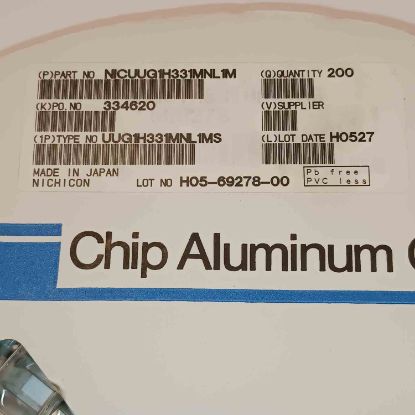 (P)PART NO NICUUG1H331MNL1M (Q)QUANTITY 200
(K)PO.NO 334620 (V)SUPPLIER
(1P)TYPE NO UUG1H331MNL1MS (L)LOT DATE H0527
MADE IN JAPAN
NICHICON LOT NO H05-69278-00
Pb free
PVC less
Chip Aluminum